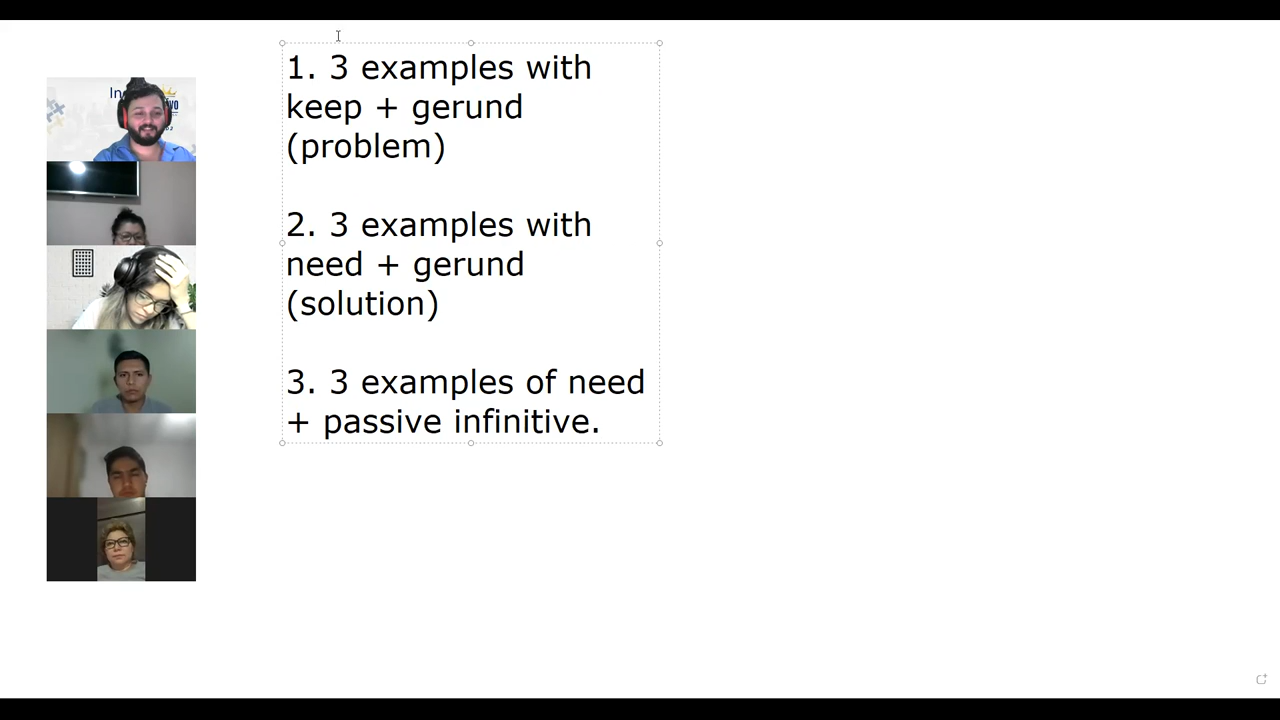 1. 3 examples with
keep + gerund
(problem)
2. 3 examples with
need + gerund
(solution)
3. 3 examples of need
+ passive infinitive.